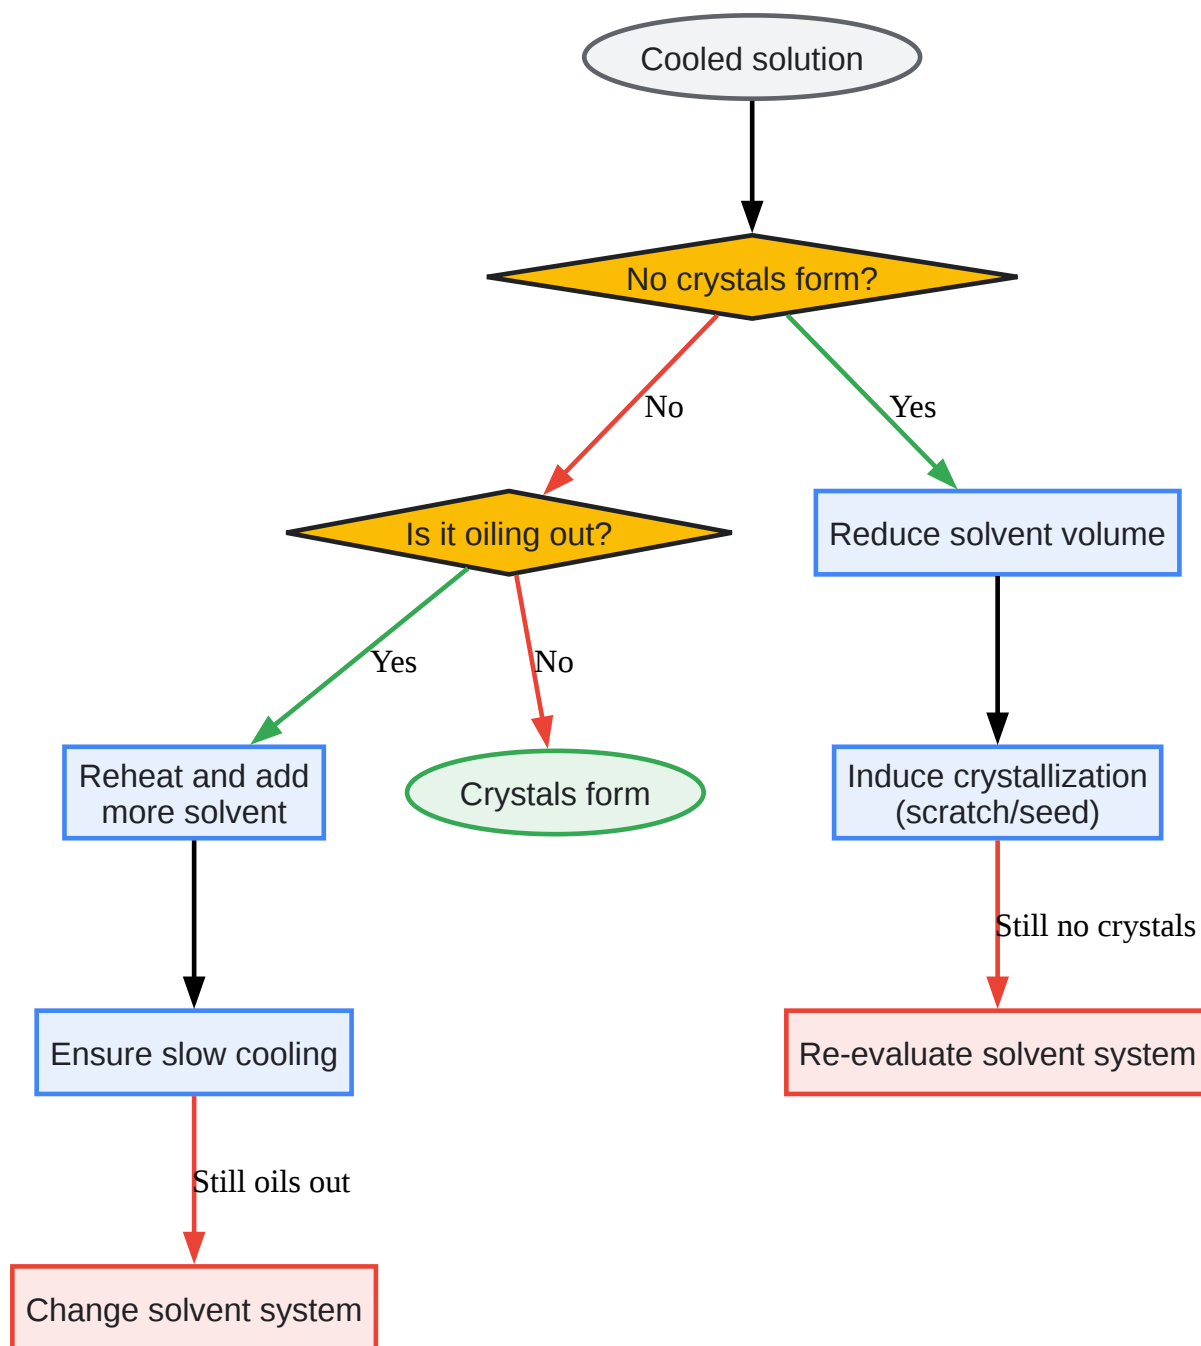 Cooled solution
No crystals form?
No
Yes
Is it oiling out?
Reduce solvent volume
Yes
No
Reheat and add
more solvent
Crystals form
Induce crystallization
(scratch/seed)
Still no crystals
Ensure slow cooling
Re-evaluate solvent system
Still oils out
Change solvent system